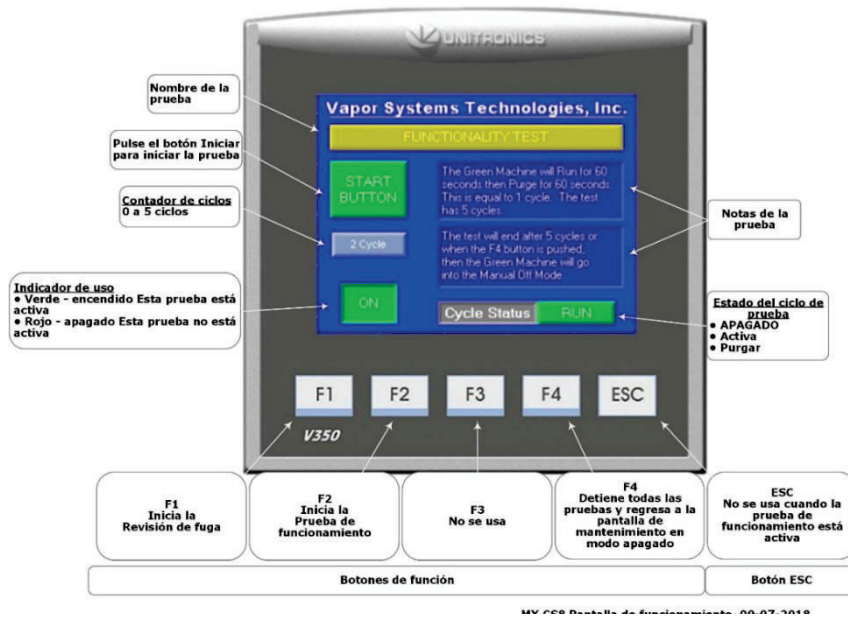 UNITRONICS
Nombre de la
prueba
Pulse el botón Iniciar
para iniciar la prueba
Contador de ciclos
0 a 5 ciclos
Indicador de uso
• Verde - encendido Esta prueba está
activa
• Rojo - apagado Esta prueba no está
activa
Vapor Systems Technologies, Inc.
FUNCTIONALITY TEST
START
BUTTON
The Green Machine will Run for 60
seconds then Purge for 60 seconds.
This is equal to 1 cycle. The test
has 5 cycles.
2 Cycle
The test will end after 5 cycles or
when the F4 button is pushed,
then the Green Machine will go
into the Manual Off Mode
ON
Cycle Status
RUN
Notas de la
prueba
Estado del ciclo de
prueba
• APAGADO
• Activa
• Purgar
F1
F2
F3
F4
ESC
V350
F1
Inicia la
Revisión de fuga
F2
Inicia la
Prueba de
funcionamiento
F3
No se usa
F4
Detiene todas las
pruebas y regresa a la
pantalla de
mantenimiento en
modo apagado
ESC
No se usa cuando la
prueba de
funcionamiento está
activa
Botones de función
Botón ESC
MX CS8 Pantalla de funcionamiento 09-07-2018